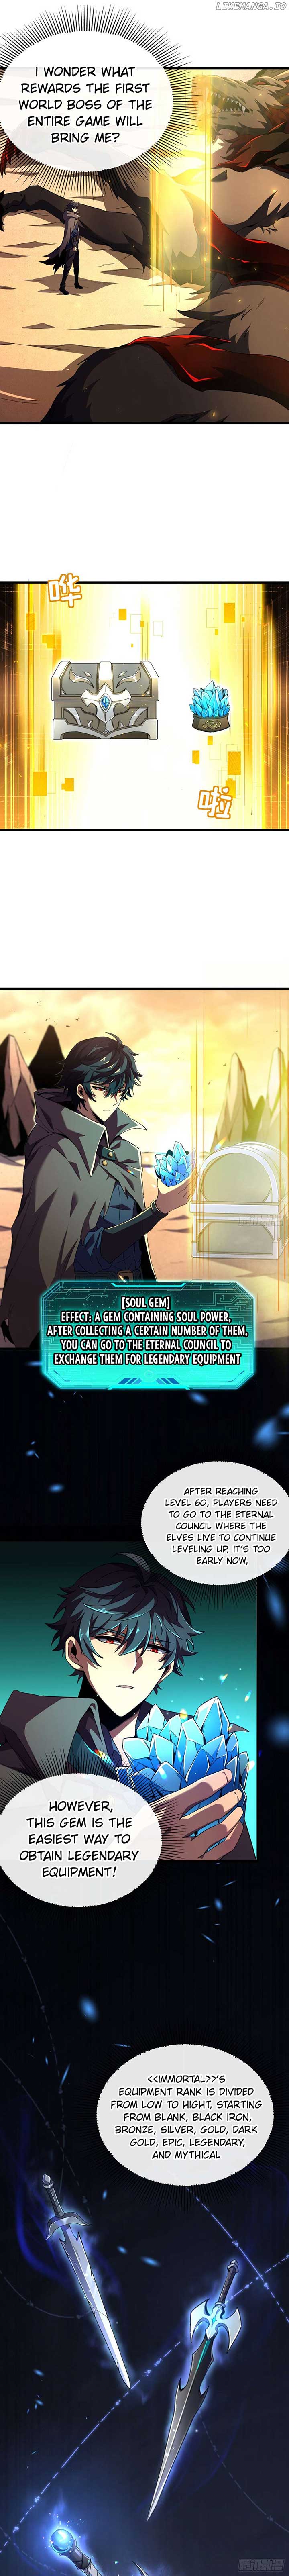 LIKEMANGA.IO
I WONDER WHAT
REWARDS THE FIRST
WORLD BOSS OF THE
ENTIRE GAME WILL
BRING ME?
哗
啦
[SOUL GEM]
EFFECT: A GEM CONTAINING SOUL POWER,
AFTER COLLECTING A CERTAIN NUMBER OF THEM,
YOU CAN GO TO THE ETERNAL COUNCIL TO
EXCHANGE THEM FOR LEGENDARY EQUIPMENT
AFTER REACHING
LEVEL 60, PLAYERS NEED
TO GO TO THE ETERNAL
COUNCIL WHERE THE
ELVES LIVE TO CONTINUE
LEVELING UP, IT'S TOO
EARLY NOW,
HOWEVER,
THIS GEM IS THE
EASIEST WAY TO
OBTAIN LEGENDARY
EQUIPMENT!
<<IMMORTAL>>'S
EQUIPMENT RANK IS DIVIDED
FROM LOW TO HIGHT, STARTING
FROM BLANK, BLACK IRON,
BRONZE, SILVER, GOLD, DARK
GOLD, EPIC, LEGENDARY,
AND MYTHICAL